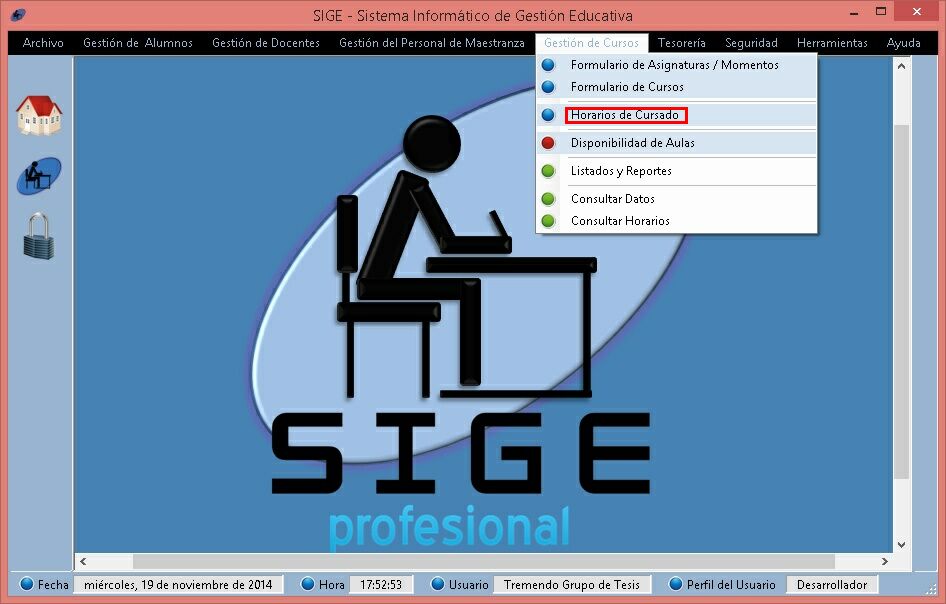 SIGE - Sistema Informático de Gestión Educativa
Archivo Gestión de Alumnos Gestión de Docentes Gestión del Personal de Maestranza Gestión de Cursos Tesorería Seguridad Herramientas Ayuda
Formulario de Asignaturas / Momentos
Formulario de Cursos
Horarios de Cursado
Disponibilidad de Aulas
Listados y Reportes
Consultar Datos
Consultar Horarios
SIGE
profesional
Fecha miércoles, 19 de noviembre de 2014 Hora 17:52:53 Usuario Tremendo Grupo de Tesis Perfil del Usuario Desarrollador